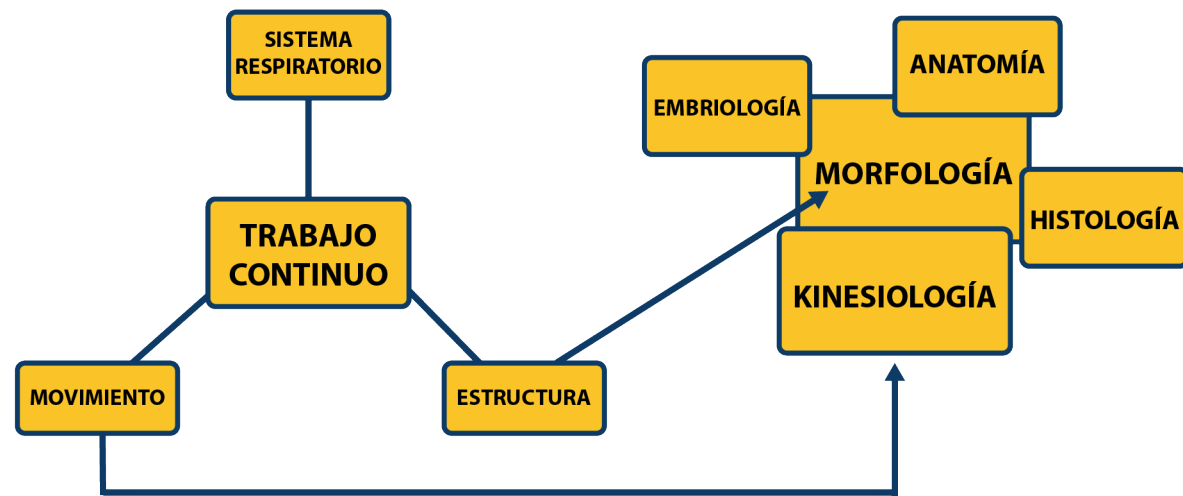 SISTEMA
RESPIRATORIO
TRABAJO
CONTINUO
MOVIMIENTO
ESTRUCTURA
EMBRIOLOGÍA
ANATOMÍA
MORFOLOGÍA
HISTOLOGÍA
KINESIOLOGÍA